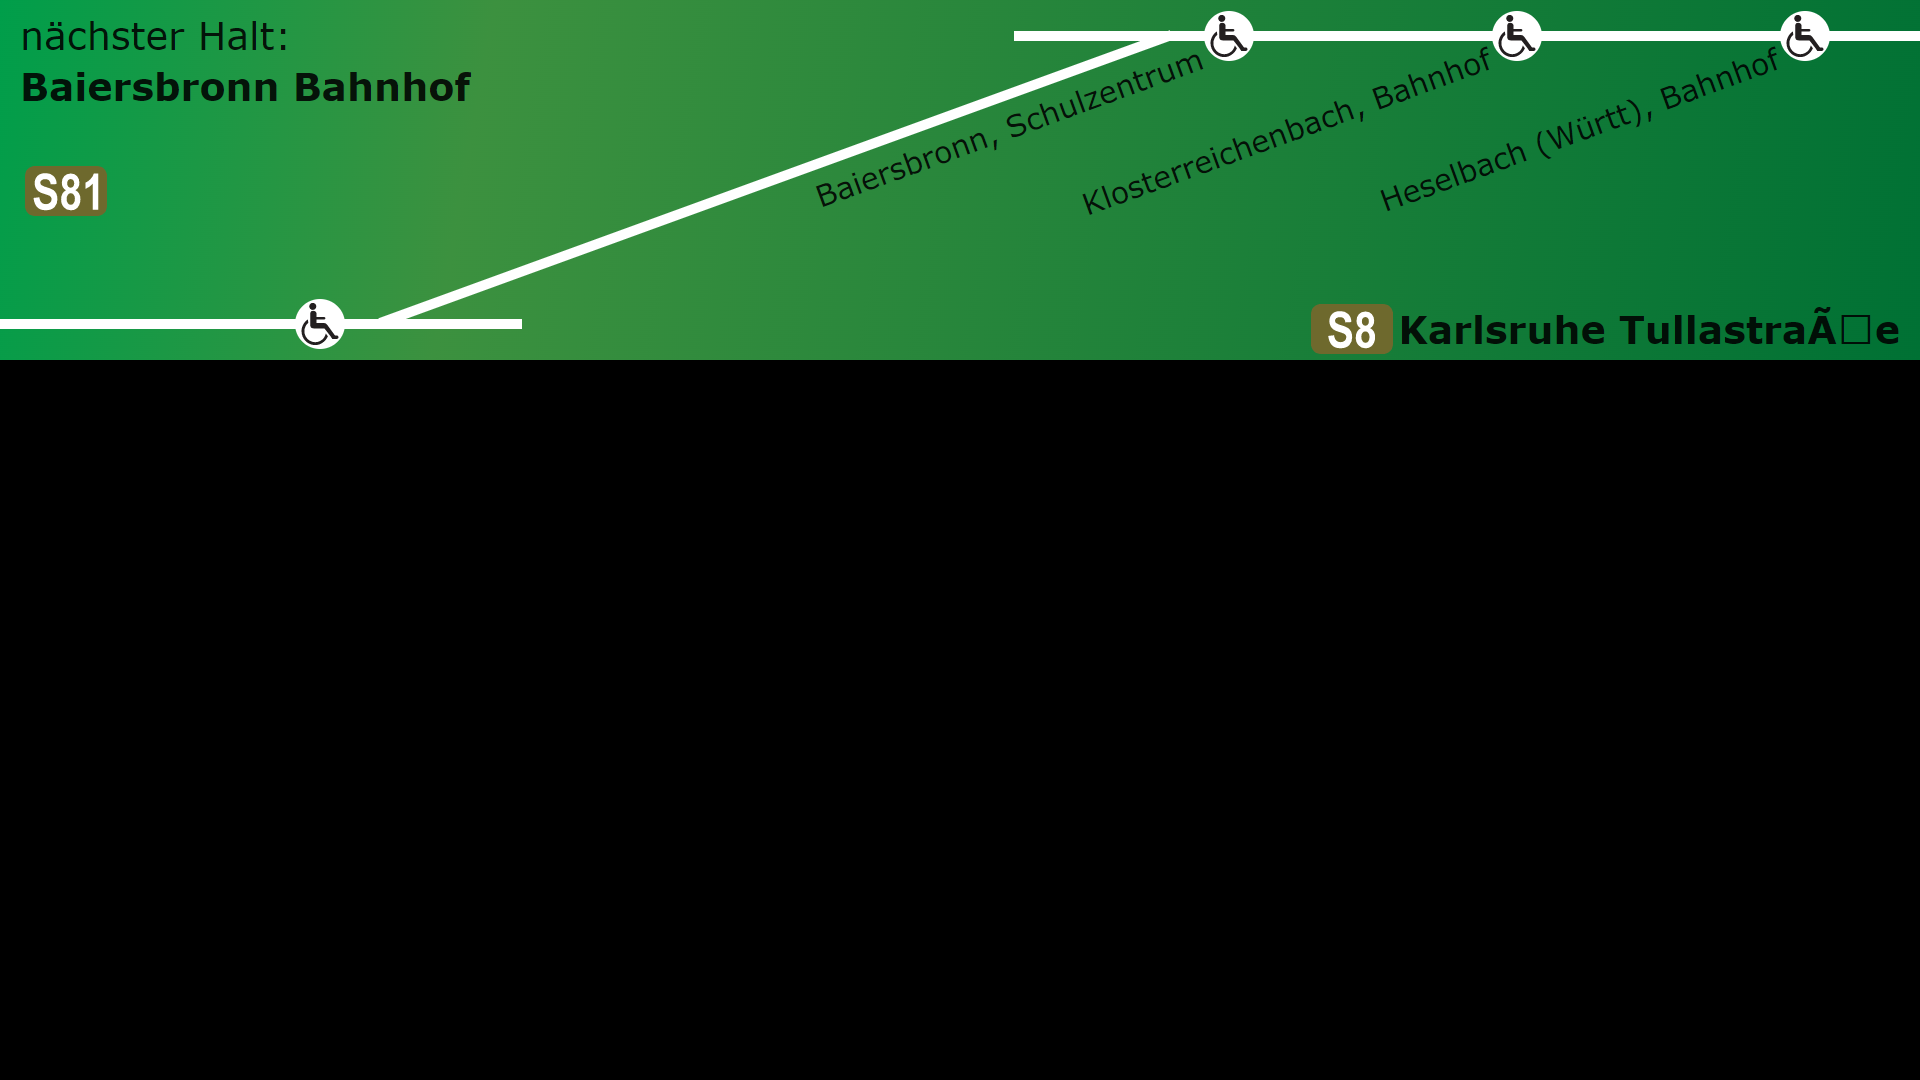 nächster Halt:
Baiersbronn Bahnhof
S81
Baiersbronn, Schulzentrum
Klosterreichenbach, Bahnhof
Heselbach (Württ), Bahnhof
S8 Karlsruhe TullastraÃ□e